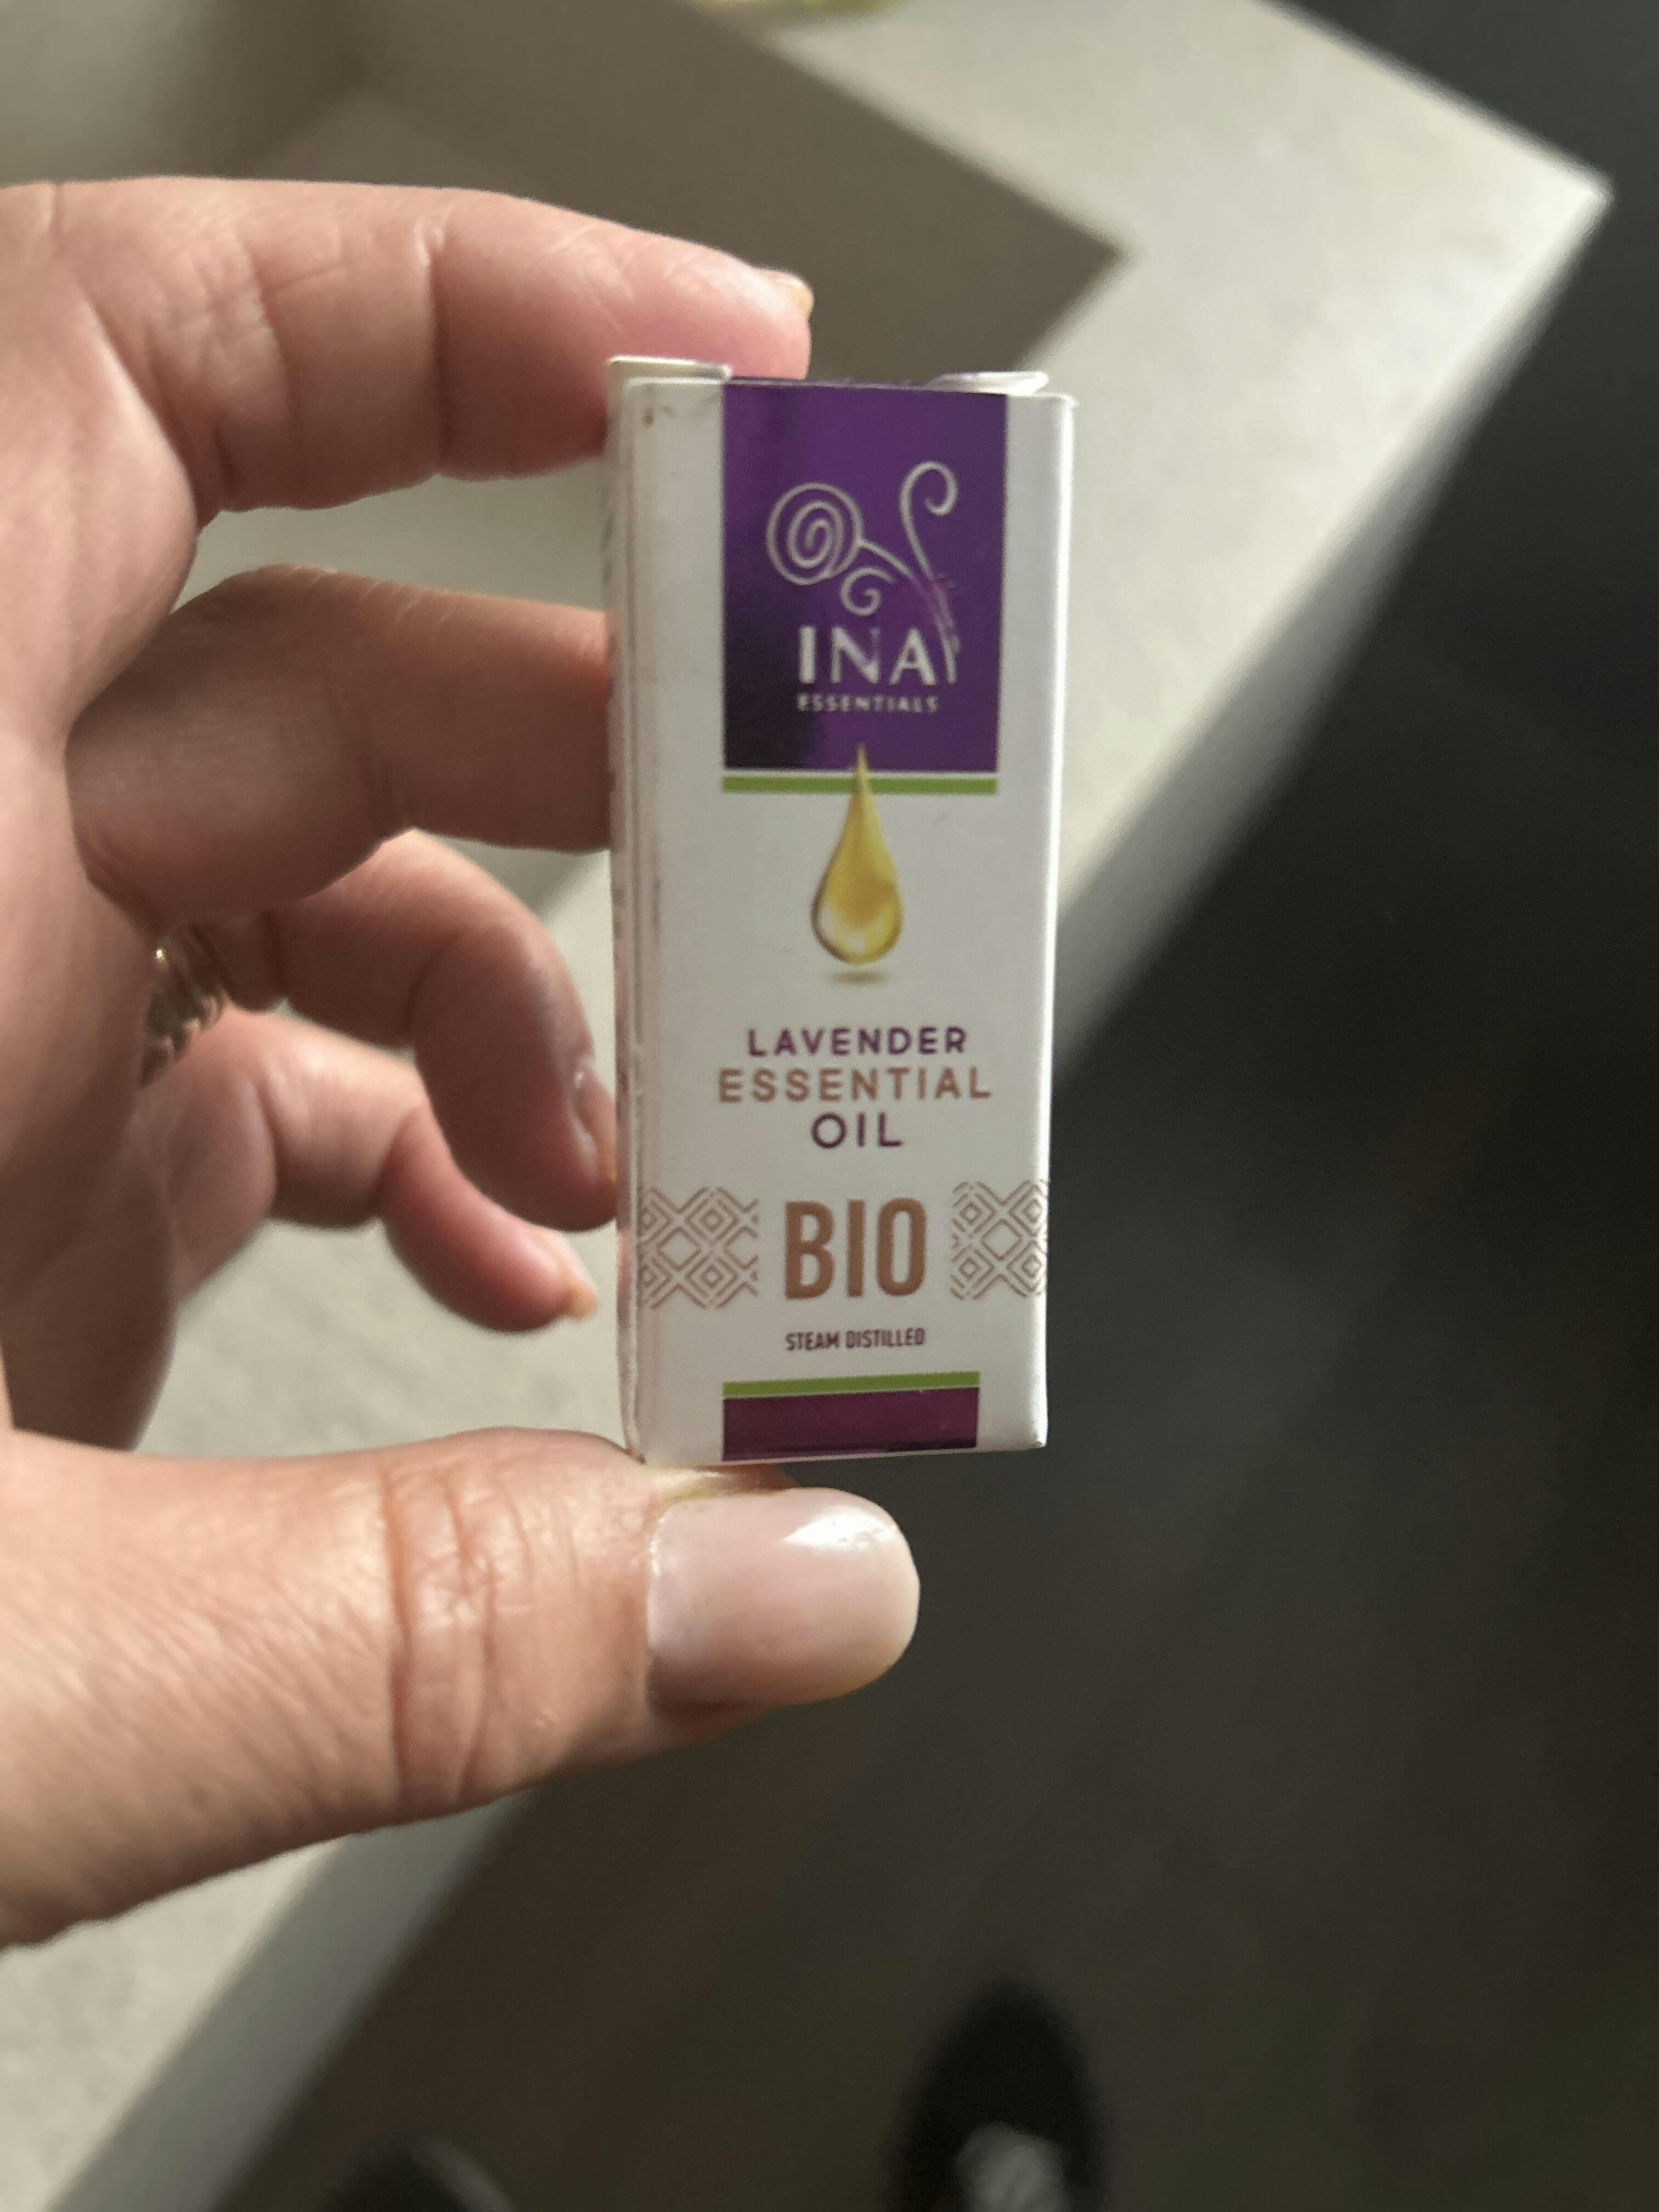 INA
ESSENTIALS
LAVENDER
ESSENTIAL
OIL
BIO
STEAM DISTILLED